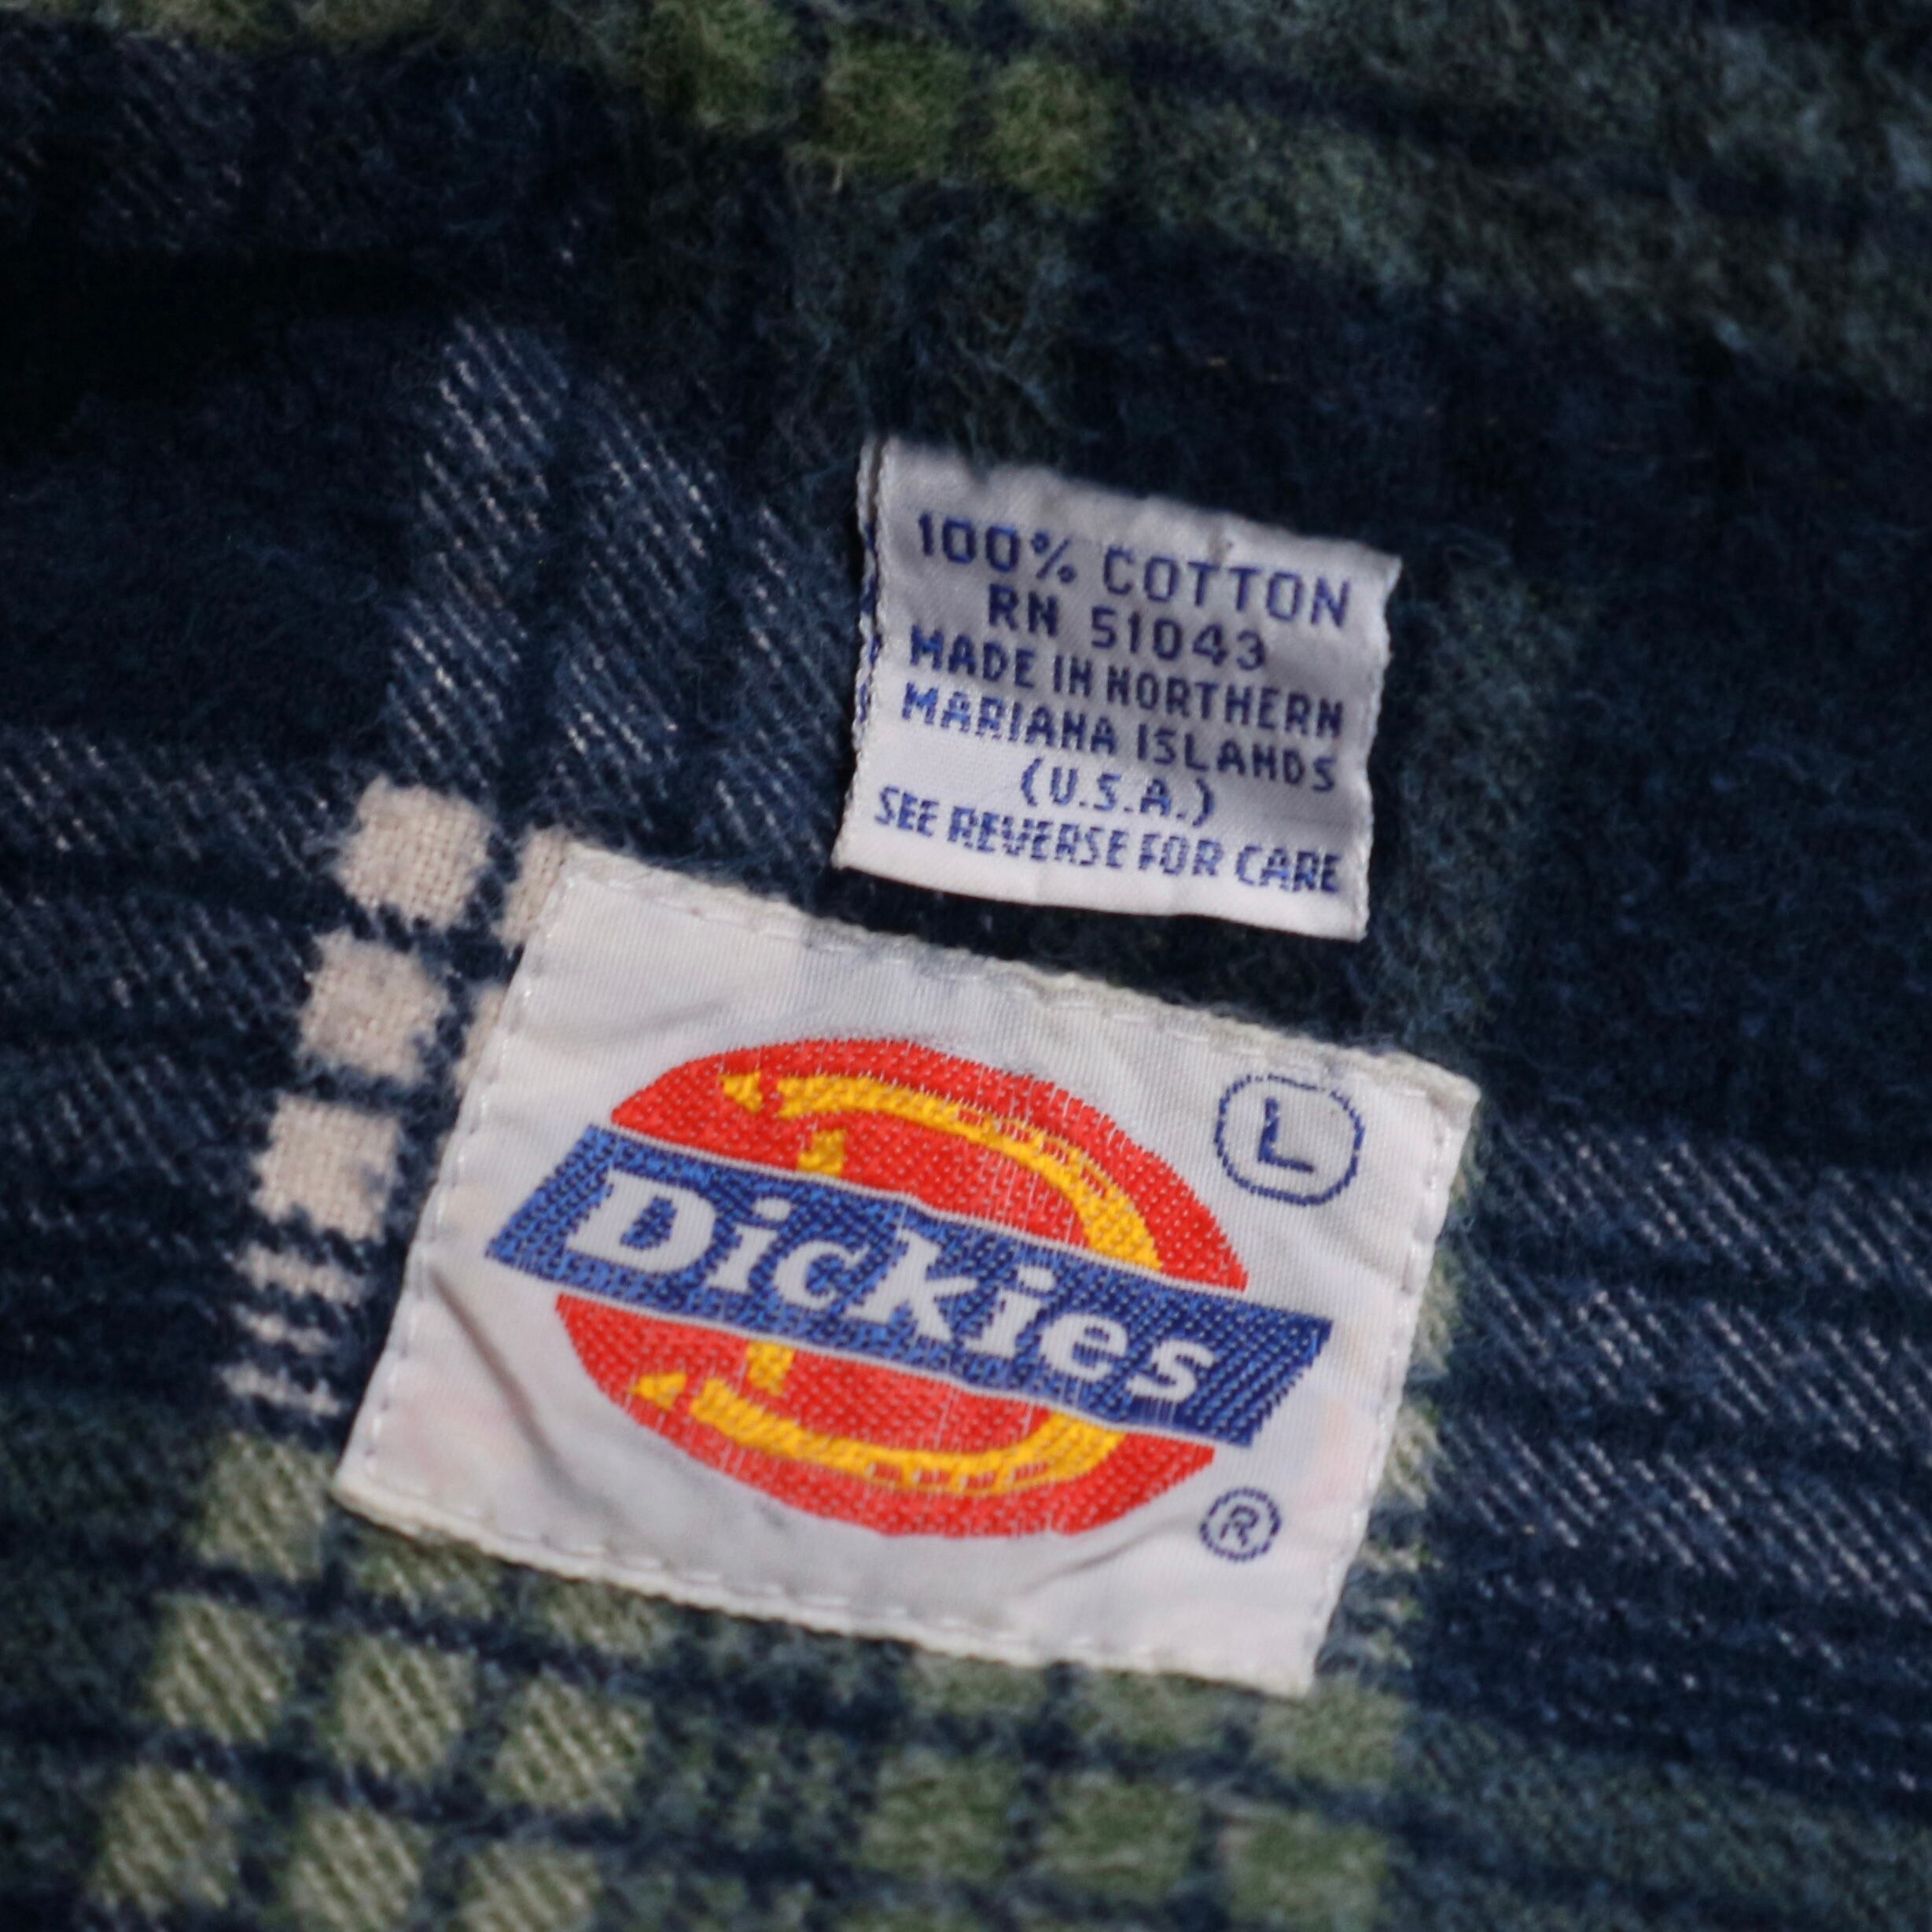 100% COTTON
RN 51043
MADE IN NORTHERN
MARIANA ISLANDS
(U.S.A.)
SEE REVERSE FOR CARE
L
Dickies
®